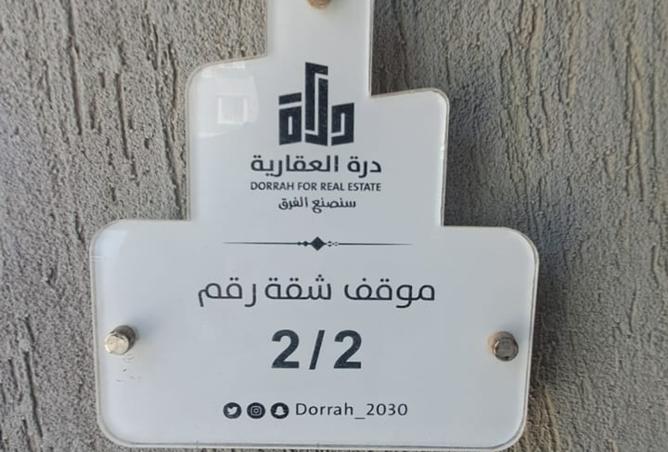 درة
درة العقارية
DORRAH FOR REAL ESTATE
سنصنع الفرق
موقف شقة رقم
2/2
Dorrah_2030